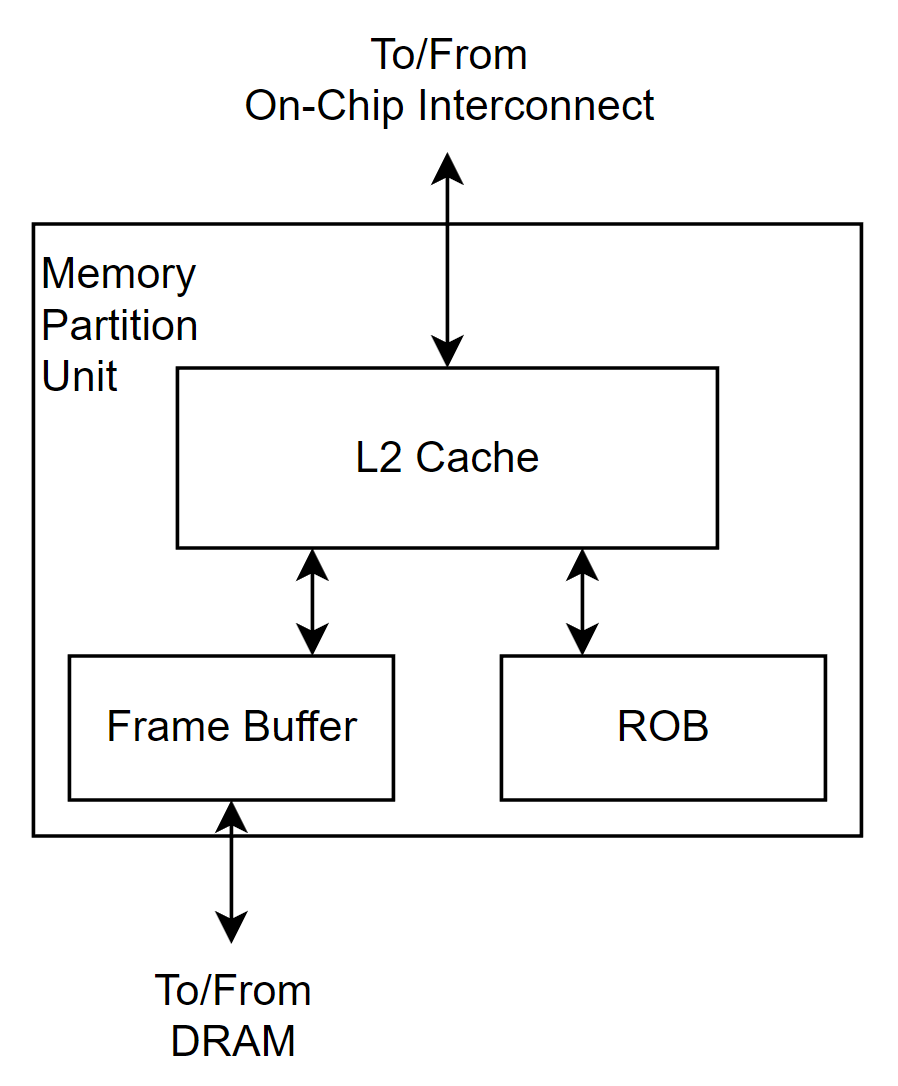 To/From
On-Chip Interconnect
Memory
Partition
Unit
L2 Cache
Frame Buffer
ROB
To/From
DRAM